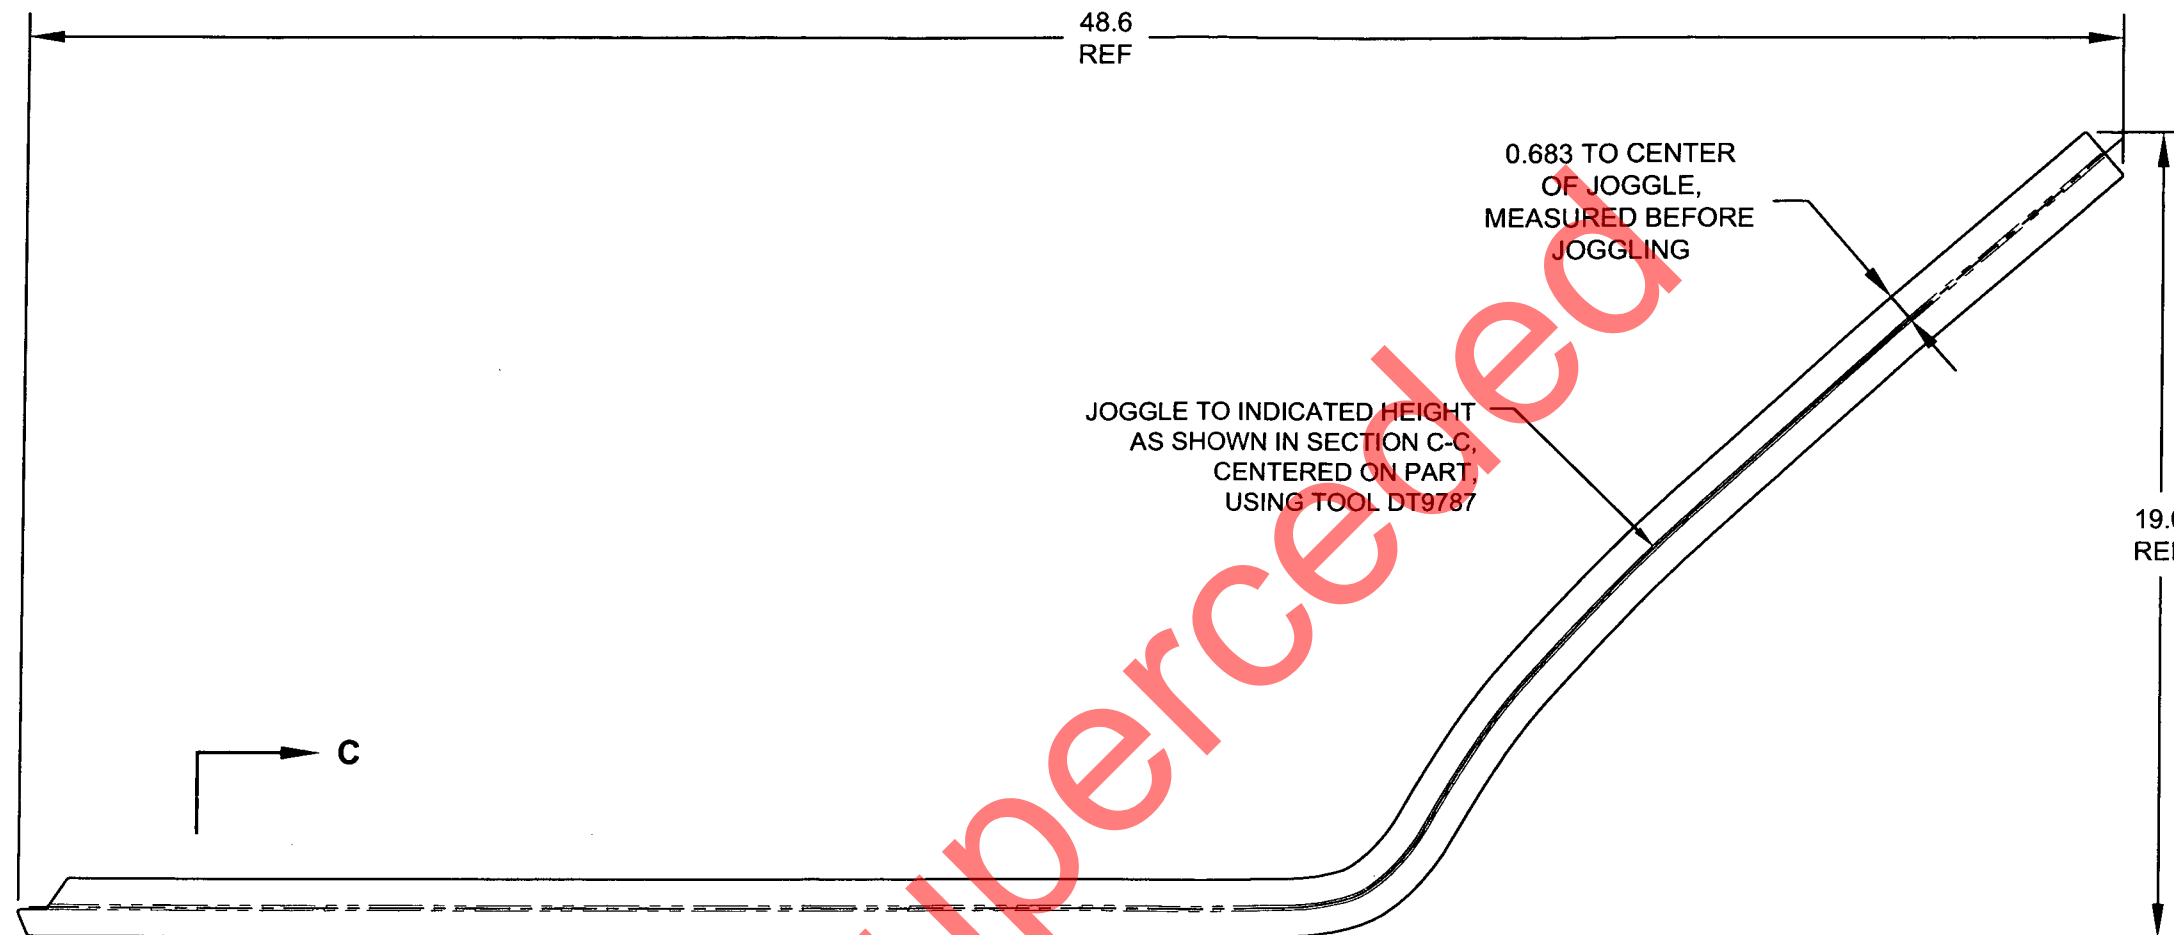 48.6
REF
0.683 TO CENTER
OF JOGGLE,
MEASURED BEFORE
JOGGLING
JOGGLE TO INDICATED HEIGHT
AS SHOWN IN SECTION C-C,
CENTERED ON PART,
USING TOOL DT9787
C